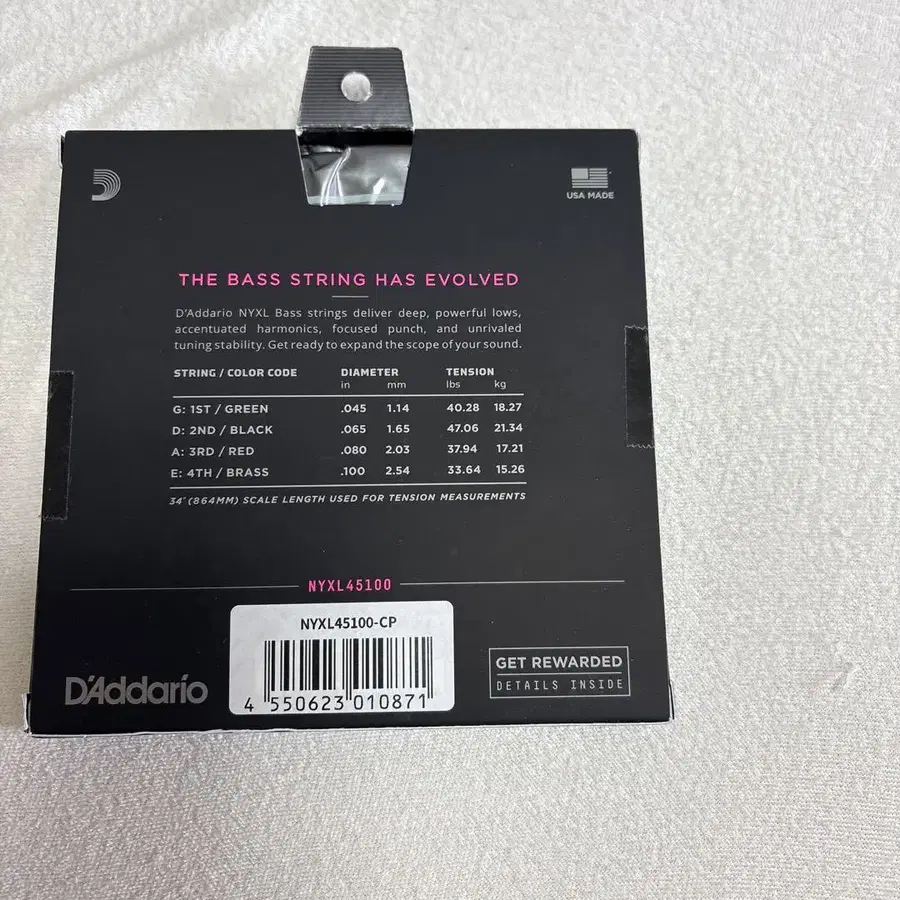 USA MADE
THE BASS STRING HAS EVOLVED
D'Addario NYXL Bass strings deliver deep, powerful lows,
accentuated harmonics, focused punch, and unrivaled
tuning stability. Get ready to expand the scope of your sound.
STRING / COLOR CODE DIAMETER TENSION
in mm lbs kg
G: 1ST / GREEN .045 1.14 40.28 18.27
D: 2ND / BLACK .065 1.65 47.06 21.34
A: 3RD / RED .080 2.03 37.94 17.21
E: 4TH / BRASS .100 2.54 33.64 15.26
34" (864MM) SCALE LENGTH USED FOR TENSION MEASUREMENTS
NYXL45100
NYXL45100-CP
4 550623 010871
D'Addario
GET REWARDED
DETAILS INSIDE